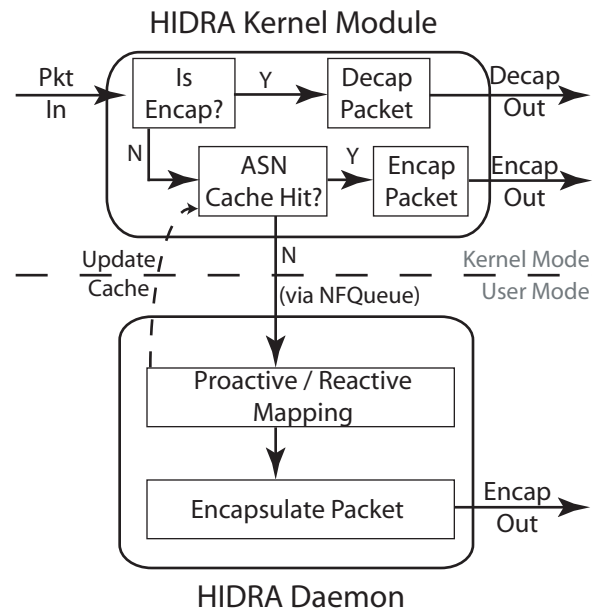 HIDRA Kernel Module
Pkt
In
Is
Encap?
Y
Decap
Packet
Decap
Out
N
ASN
Cache Hit?
Y
Encap
Packet
Encap
Out
Update
Cache
N
(via NFQueue)
Kernel Mode
User Mode
Proactive / Reactive
Mapping
Encapsulate Packet
Encap
Out
HIDRA Daemon